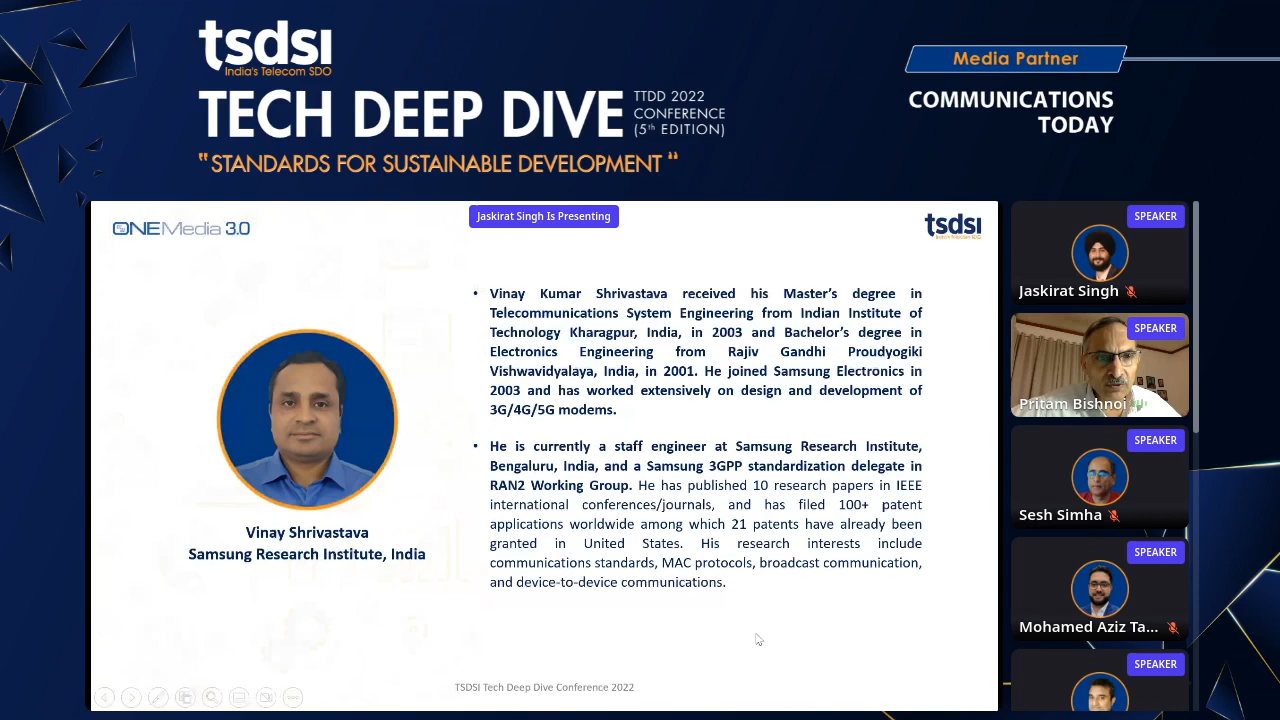 tsdsi
India's Telecom SDO
TECH DEEP DIVE
TTDD 2022
CONFERENCE
(5th EDITION)
"STANDARDS FOR SUSTAINABLE DEVELOPMENT"
Media Partner
COMMUNICATIONS
TODAY
ONEMedia 3.0
Jaskirat Singh Is Presenting
tsdsi
India's Telecom SDO
• Vinay Kumar Shrivastava received his Master's degree in
Telecommunications System Engineering from Indian Institute of
Technology Kharagpur, India, in 2003 and Bachelor's degree in
Electronics Engineering from Rajiv Gandhi Proudyogiki
Vishwavidyalaya, India, in 2001. He joined Samsung Electronics in
2003 and has worked extensively on design and development of
3G/4G/5G modems.
• He is currently a staff engineer at Samsung Research Institute,
Bengaluru, India, and a Samsung 3GPP standardization delegate in
RAN2 Working Group. He has published 10 research papers in IEEE
international conferences/journals, and has filed 100+ patent
applications worldwide among which 21 patents have already been
granted in United States. His research interests include
communications standards, MAC protocols, broadcast communication,
and device-to-device communications.
Vinay Shrivastava
Samsung Research Institute, India
TSDSI Tech Deep Dive Conference 2022
SPEAKER
Jaskirat Singh
SPEAKER
Pritam Bishnoi
SPEAKER
Sesh Simha
SPEAKER
Mohamed Aziz Ta...
SPEAKER